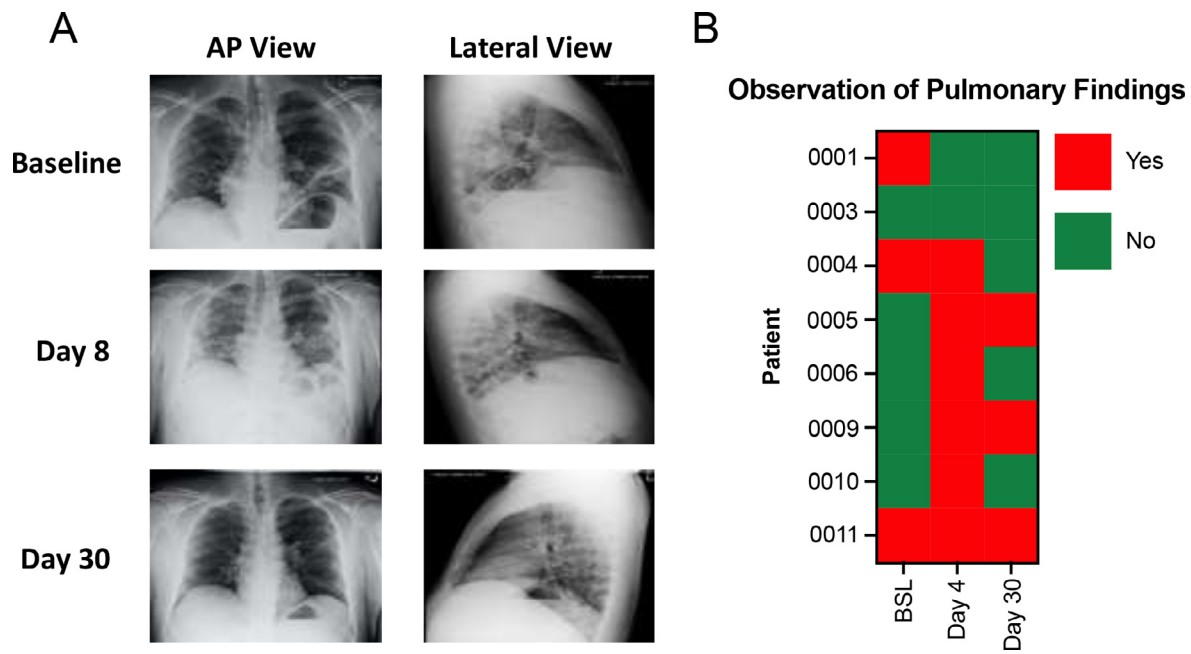 A
AP View
Lateral View
Baseline
Day 8
Day 30
B
Observation of Pulmonary Findings
Patient
0001
0003
0004
0005
0006
0009
0010
0011
BSL
Day 4
Day 30
Yes
No